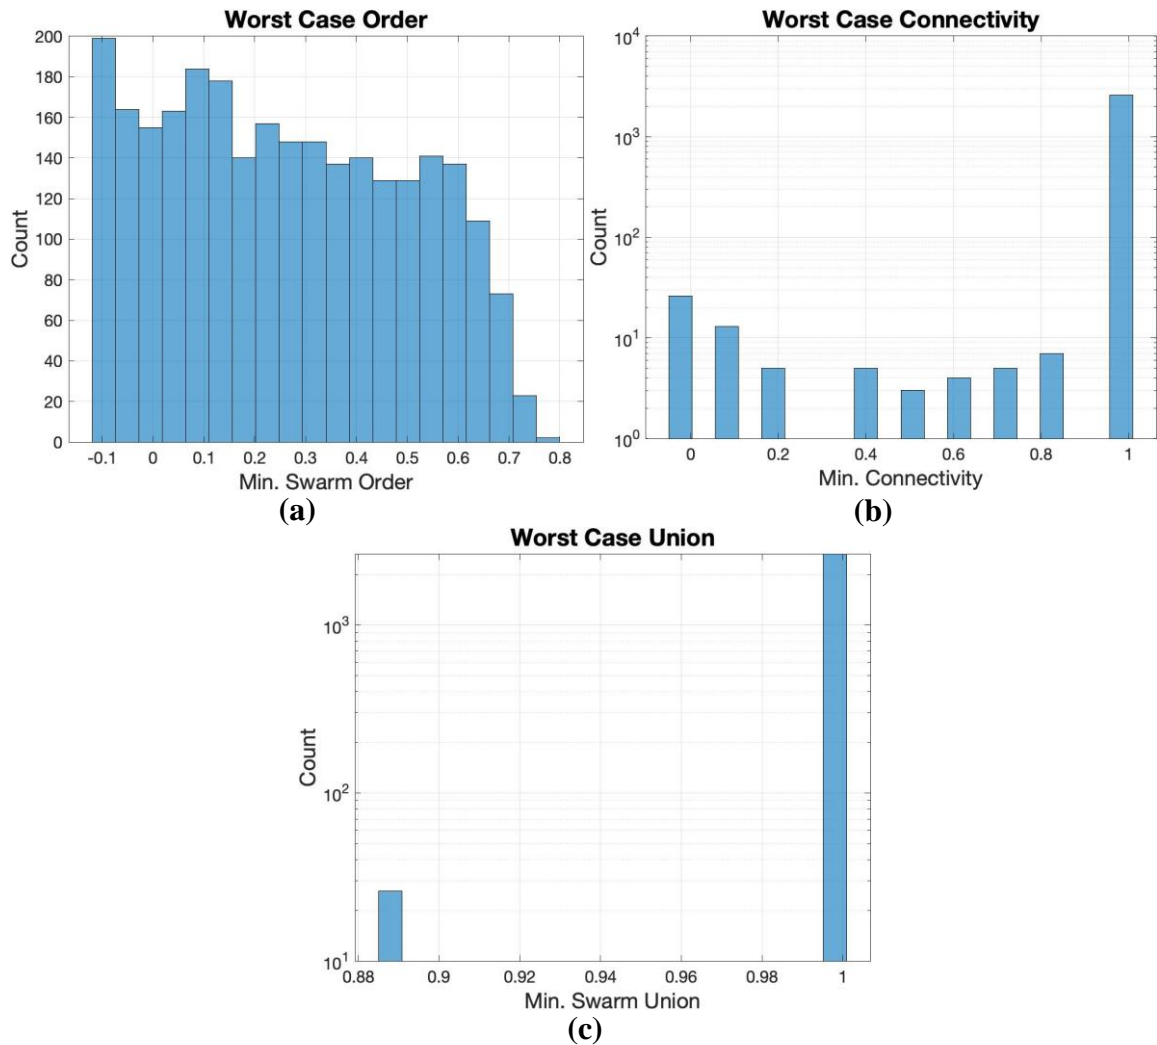 Worst Case Order
200
180
160
140
120
100
80
60
40
20
0
Count
-0.1 0 0.1 0.2 0.3 0.4 0.5 0.6 0.7 0.8
Min. Swarm Order
(a)
Worst Case Connectivity
10^4
10^3
10^2
10^1
10^0
Count
0 0.2 0.4 0.6 0.8 1
Min. Connectivity
(b)
Worst Case Union
10^3
10^2
10^1
Count
0.88 0.9 0.92 0.94 0.96 0.98 1
Min. Swarm Union
(c)